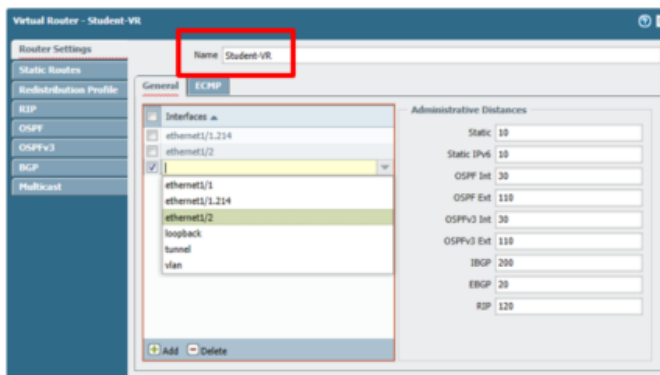 Virtual Router - Student-VR
Router Settings
Static Routes
Redistribution Profile
RIP
OSPF
OSPFv3
BGP
Multicast
Name Student-VR
General ECMP
Interfaces
ethernet1/1.214
ethernet1/2
ethernet1/1
ethernet1/1.214
ethernet1/2
loopback
tunnel
vlan
Add Delete
Administrative Distances
Static 10
Static IPv6 10
OSPF Int 30
OSPF Ext 110
OSPFv3 Int 30
OSPFv3 Ext 110
IBGP 200
EBGP 20
RIP 120